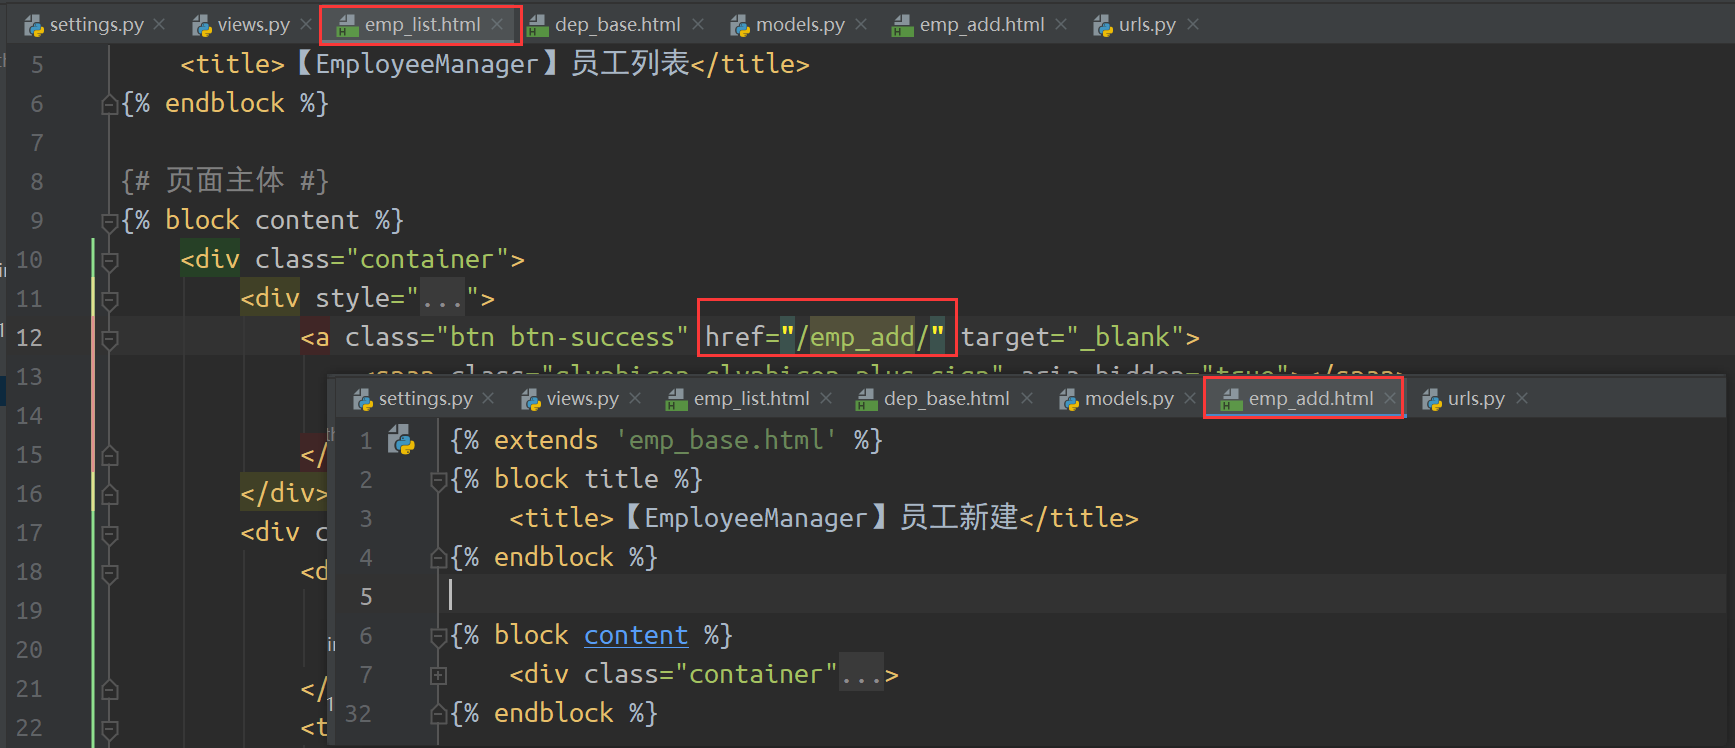 settings.py views.py emp_list.html dep_base.html models.py emp_add.html urls.py
5 <title>【EmployeeManager】员工列表</title>
6 {% endblock %}
7
8 {# 页面主体 #}
9 {% block content %}
10 <div class="container">
11 <div style="...">
12 <a class="btn btn-success" href="/emp_add/" target="_blank">
13
14
15 </
16 </div>
17 <div c
18 <d
19
20
21 </
22 <t
settings.py views.py emp_list.html dep_base.html models.py emp_add.html urls.py
1 {% extends 'emp_base.html' %}
2 {% block title %}
3 <title>【EmployeeManager】员工新建</title>
4 {% endblock %}
5
6 {% block content %}
7 <div class="container"...>
32 {% endblock %}